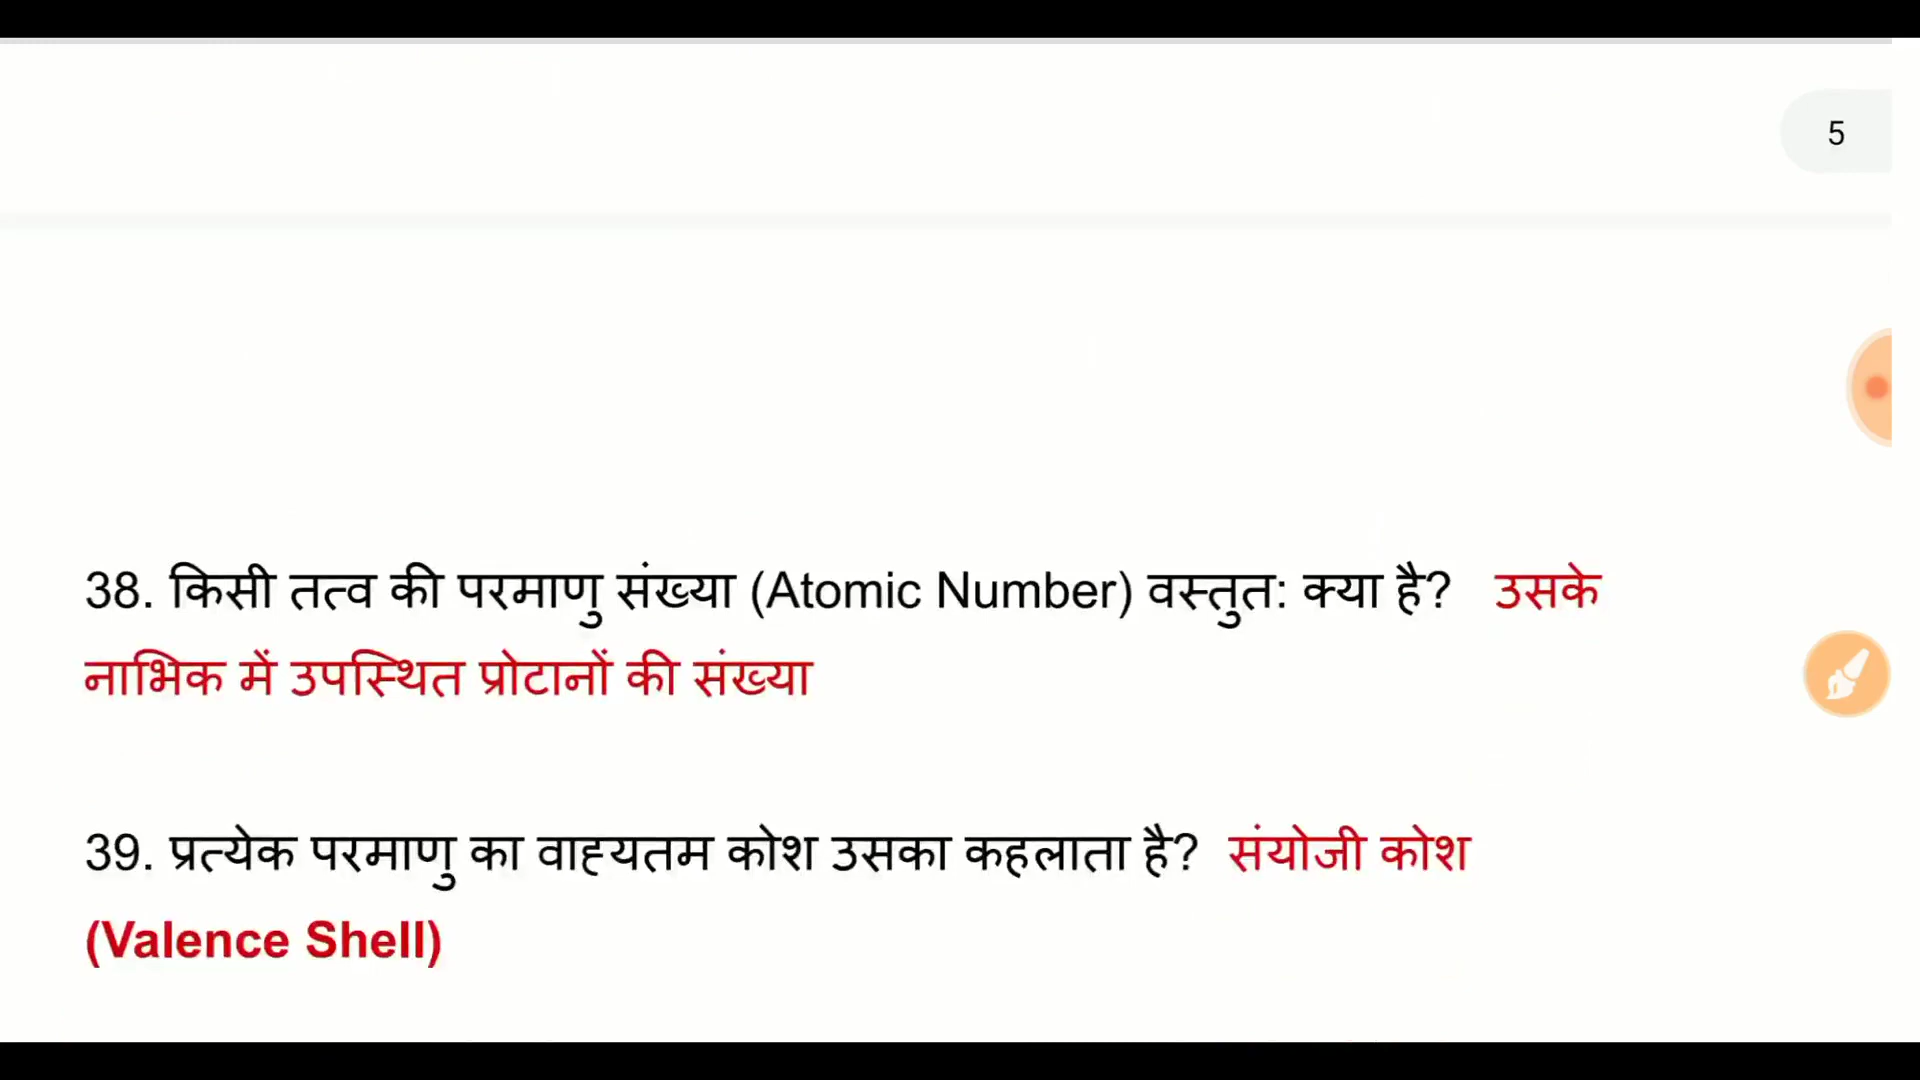 5
38. किसी तत्व की परमाणु संख्या (Atomic Number) वस्तुत: क्या है? उसके
नाभिक में उपस्थित प्रोटानों की संख्या
39. प्रत्येक परमाणु का वाह्यतम कोश उसका कहलाता है? संयोजी कोश
(Valence Shell)